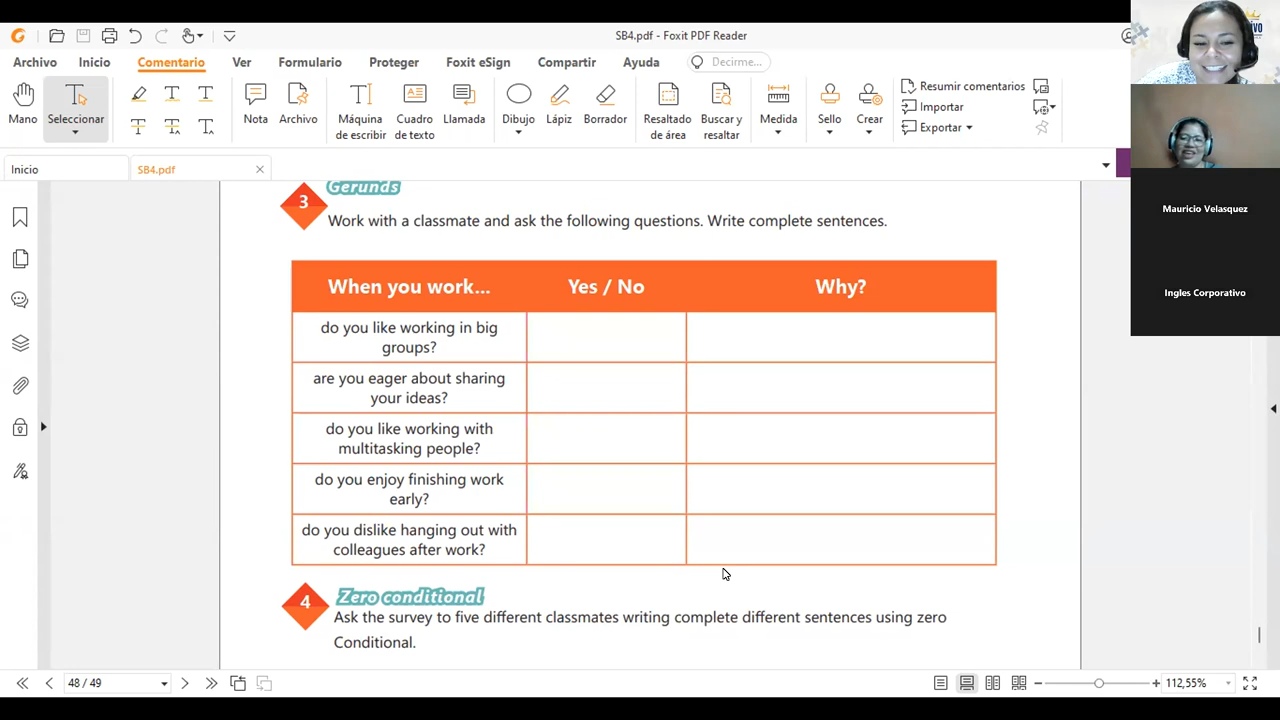 SB4.pdf - Foxit PDF Reader
Archivo Inicio Comentario Ver Formulario Proteger Foxit eSign Compartir Ayuda Decirme...
Mano
Seleccionar
Nota
Archivo
Máquina de escribir
Cuadro de texto
Llamada
Dibujo
Lápiz
Borrador
Resaltado de área
Buscar y resaltar
Medida
Sello
Crear
Resumir comentarios
Importar
Exportar
Inicio
SB4.pdf
3 Gerunds
Work with a classmate and ask the following questions. Write complete sentences.
When you work... Yes / No Why?
do you like working in big
groups?
are you eager about sharing
your ideas?
do you like working with
multitasking people?
do you enjoy finishing work
early?
do you dislike hanging out with
colleagues after work?
4 Zero conditional
Ask the survey to five different classmates writing complete different sentences using zero
Conditional.
Mauricio Velasquez
Ingles Corporativo
48 / 49
112,55%